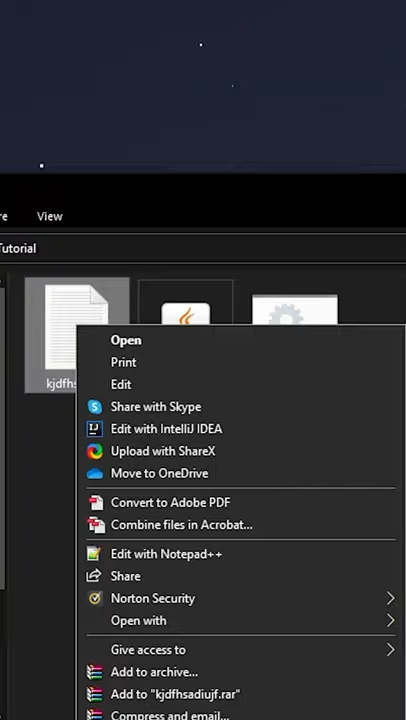 View
Tutorial
Open
Print
Edit
Share with Skype
Edit with IntelliJ IDEA
Upload with ShareX
Move to OneDrive
Convert to Adobe PDF
Combine files in Acrobat...
Edit with Notepad++
Share
Norton Security
Open with
Give access to
Add to archive...
Add to "kjdfhsadiujf.rar"
Compress and email...